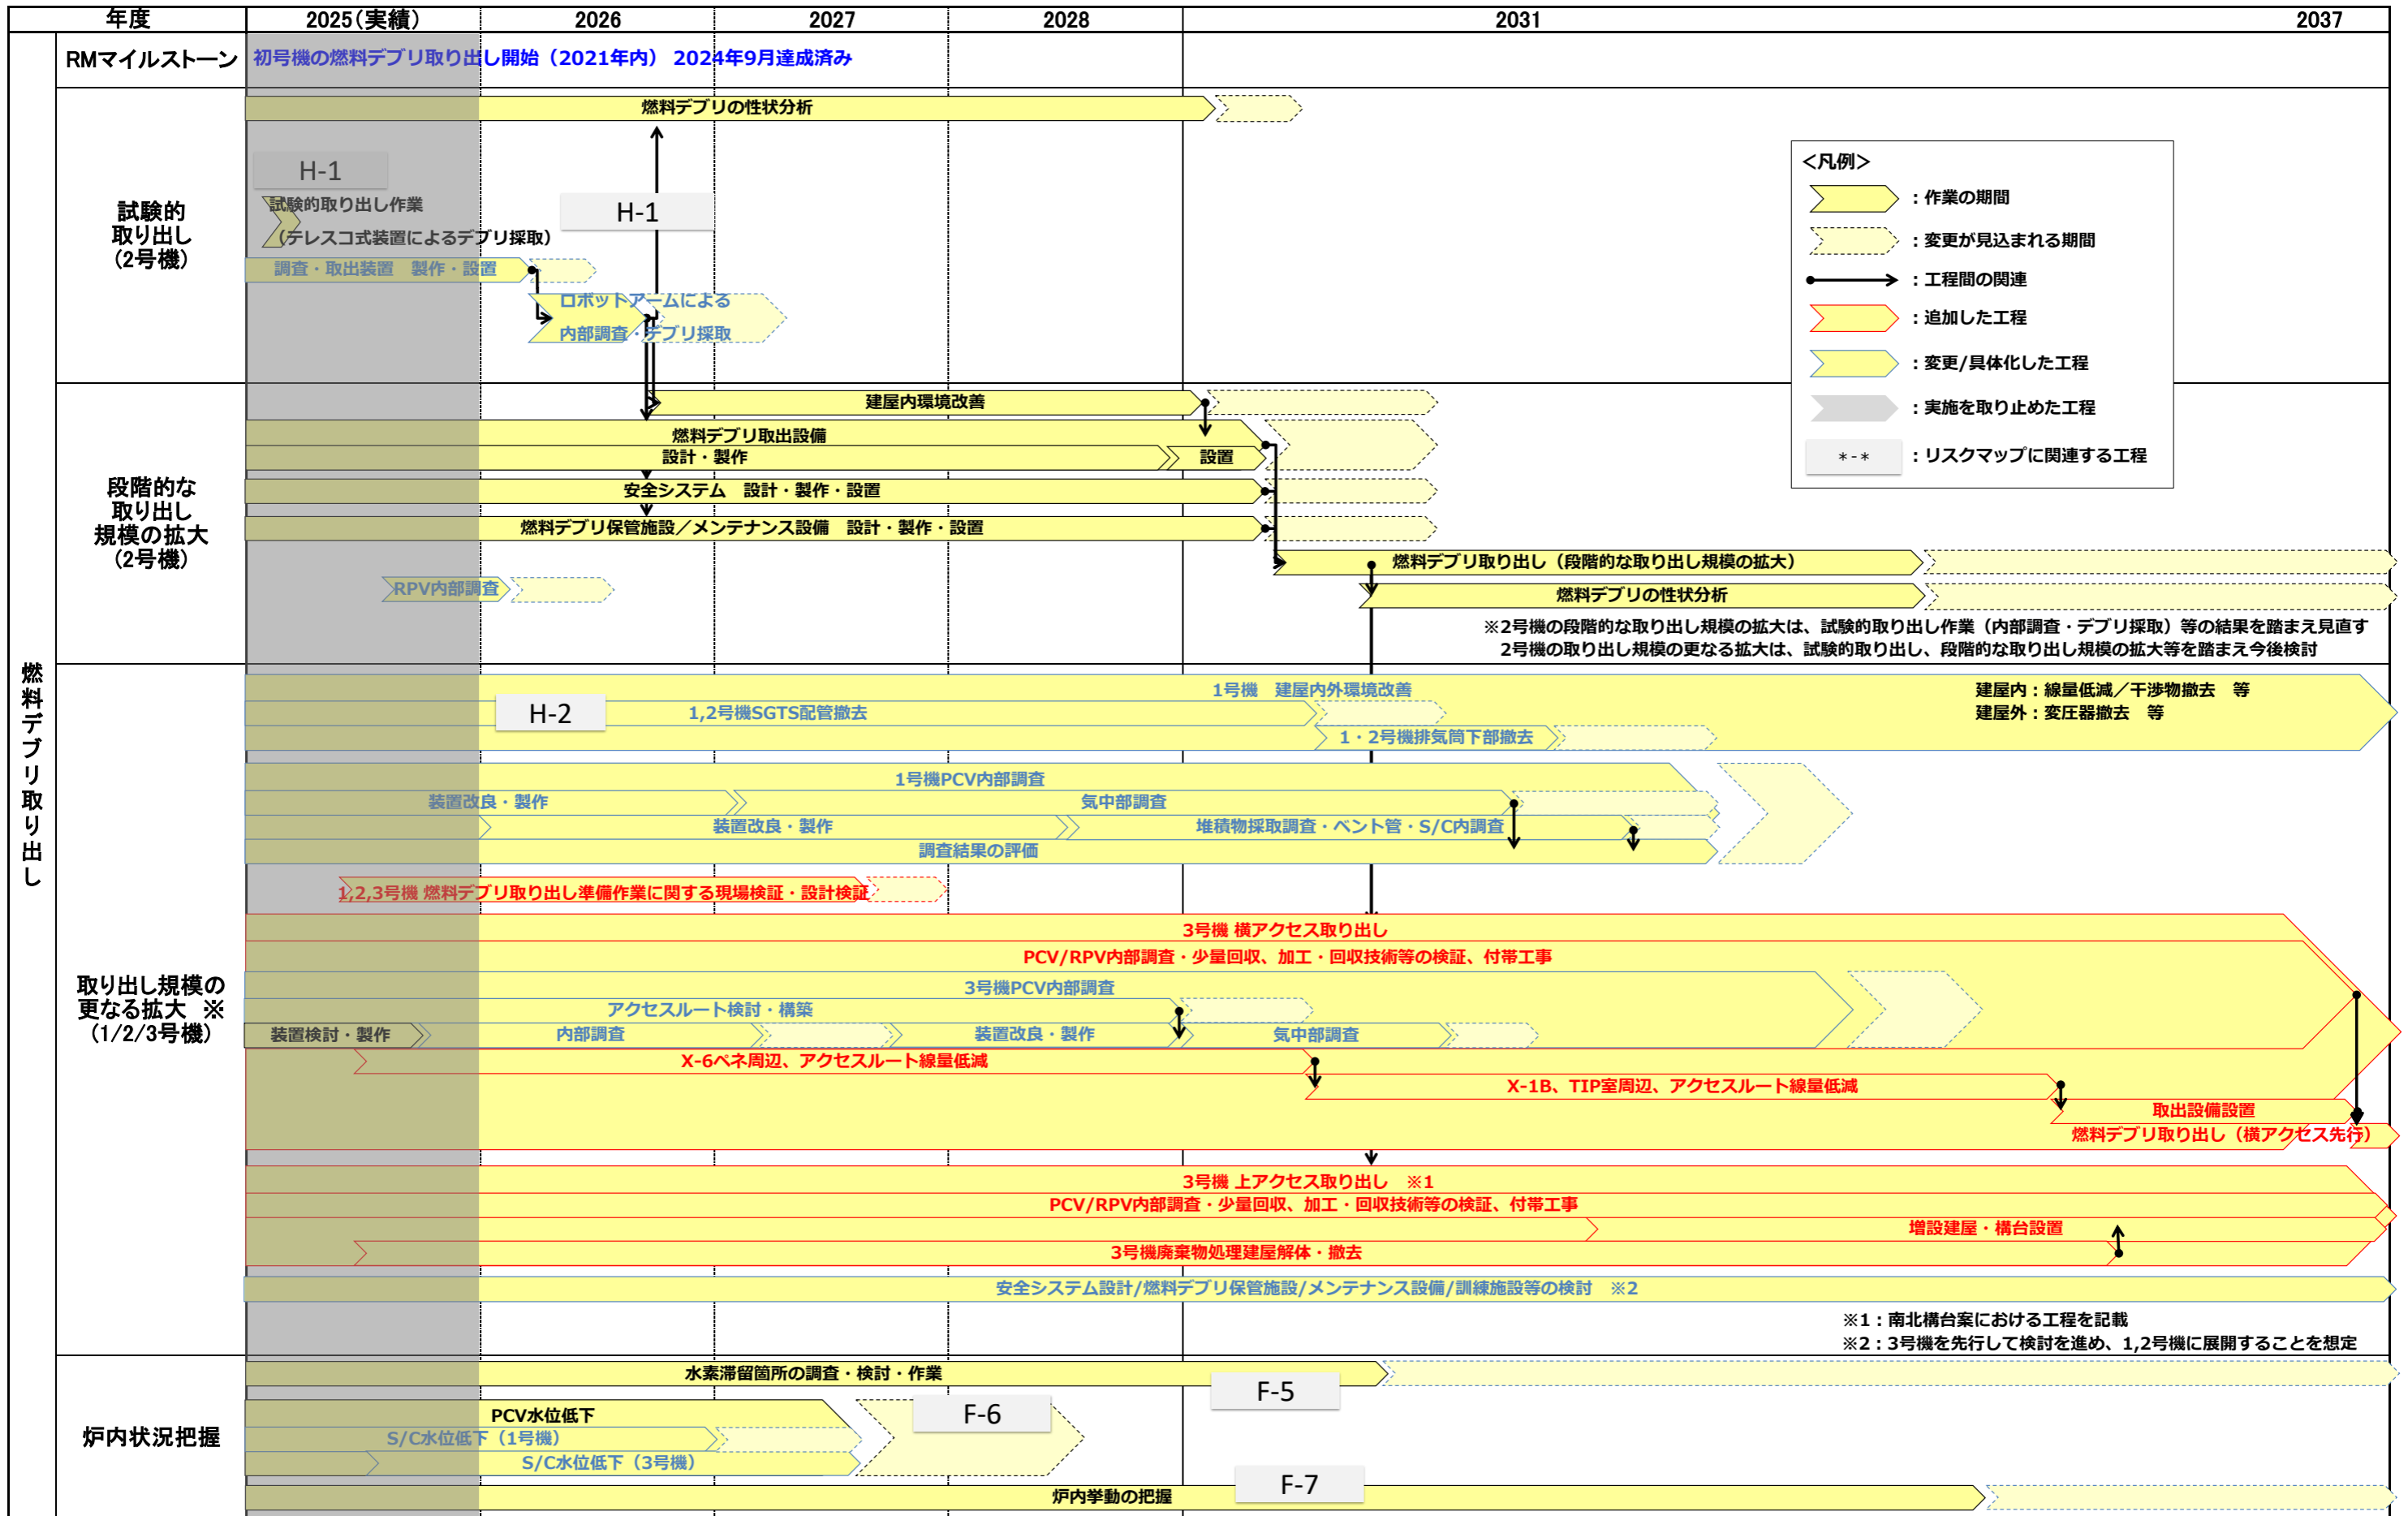 年度
2025(実績)
2026
2027
2028
2031
2037
燃料デブリ取り出し
RMマイルストーン
初号機の燃料デブリ取り出し開始（2021年内） 2024年9月達成済み
試験的
取り出し
(2号機)
燃料デブリの性状分析
H-1
試験的取り出し作業
（テレスコ式装置によるデブリ採取）
H-1
調査・取出装置　製作・設置
ロボットアームによる
内部調査・デブリ採取
＜凡例＞
：作業の期間
：変更が見込まれる期間
：工程間の関連
：追加した工程
：変更/具体化した工程
：実施を取り止めた工程
＊-＊
：リスクマップに関連する工程
段階的な
取り出し
規模の拡大
(2号機)
建屋内環境改善
燃料デブリ取出設備
設計・製作
設置
安全システム　設計・製作・設置
燃料デブリ保管施設／メンテナンス設備　設計・製作・設置
燃料デブリ取り出し（段階的な取り出し規模の拡大）
RPV内部調査
燃料デブリの性状分析
※2号機の段階的な取り出し規模の拡大は、試験的取り出し作業（内部調査・デブリ採取）等の結果を踏まえ見直す
2号機の取り出し規模の更なる拡大は、試験的取り出し、段階的な取り出し規模の拡大等を踏まえ今後検討
取り出し規模の
更なる拡大　※
(1/2/3号機)
1号機　建屋内外環境改善
建屋内：線量低減／干渉物撤去　等
H-2
1,2号機SGTS配管撤去
建屋外：変圧器撤去　等
1・2号機排気筒下部撤去
1号機PCV内部調査
装置改良・製作
気中部調査
装置改良・製作
堆積物採取調査・ベント管・S/C内調査
調査結果の評価
1,2,3号機 燃料デブリ取り出し準備作業に関する現場検証・設計検証
3号機 横アクセス取り出し
PCV/RPV内部調査・少量回収、加工・回収技術等の検証、付帯工事
3号機PCV内部調査
アクセスルート検討・構築
装置検討・製作
内部調査
装置改良・製作
気中部調査
X-6ペネ周辺、アクセスルート線量低減
X-1B、TIP室周辺、アクセスルート線量低減
取出設備設置
燃料デブリ取り出し（横アクセス先行）
3号機 上アクセス取り出し　※1
PCV/RPV内部調査・少量回収、加工・回収技術等の検証、付帯工事
増設建屋・構台設置
3号機廃棄物処理建屋解体・撤去
安全システム設計/燃料デブリ保管施設/メンテナンス設備/訓練施設等の検討　※2
※1：南北構台案における工程を記載
※2：3号機を先行して検討を進め、1,2号機に展開することを想定
炉内状況把握
水素滞留箇所の調査・検討・作業
F-5
PCV水位低下
F-6
S/C水位低下（1号機）
S/C水位低下（3号機）
F-7
炉内挙動の把握